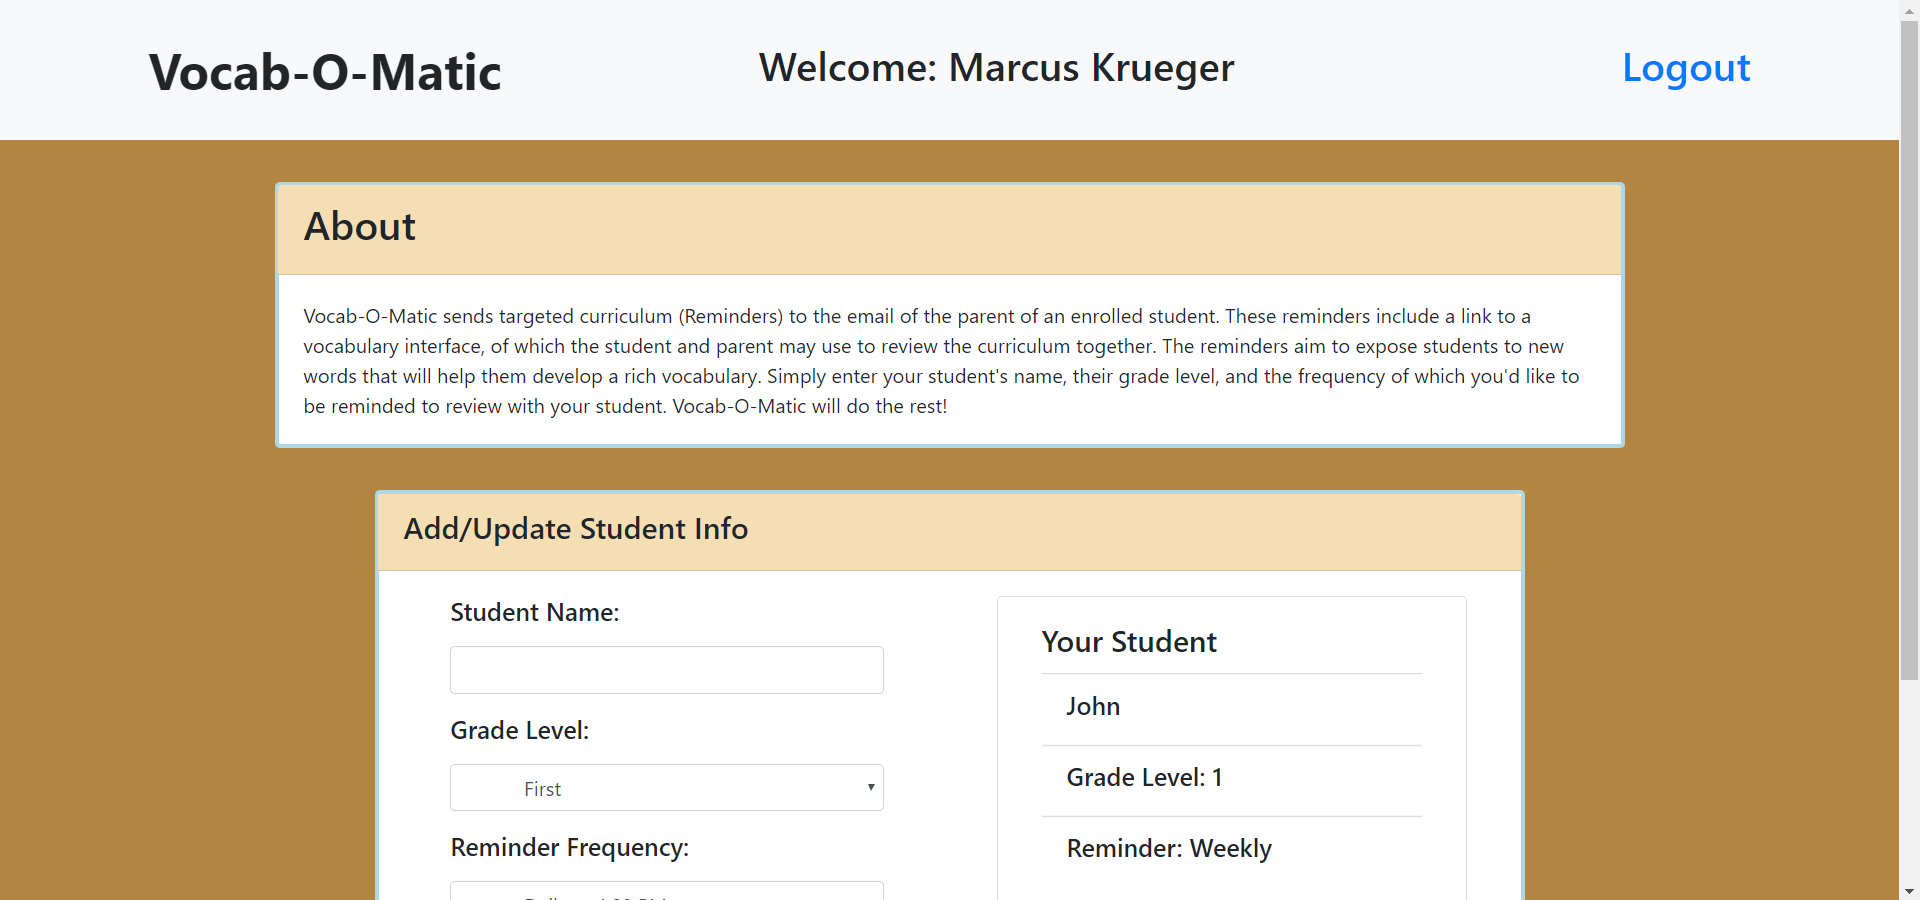 Vocab-O-Matic
Welcome: Marcus Krueger
Logout
About
Vocab-O-Matic sends targeted curriculum (Reminders) to the email of the parent of an enrolled student. These reminders include a link to a
vocabulary interface, of which the student and parent may use to review the curriculum together. The reminders aim to expose students to new
words that will help them develop a rich vocabulary. Simply enter your student's name, their grade level, and the frequency of which you'd like to
be reminded to review with your student. Vocab-O-Matic will do the rest!
Add/Update Student Info
Student Name:
Grade Level:
First
Reminder Frequency:
Your Student
John
Grade Level: 1
Reminder: Weekly